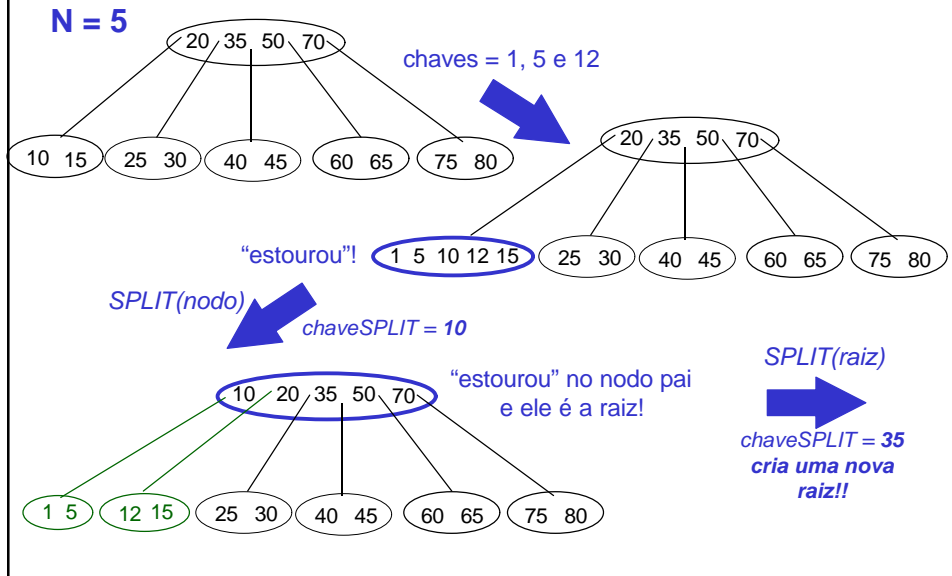 N = 5
20 35 50 70
chaves = 1, 5 e 12
10 15 25 30 40 45 60 65 75 80
20 35 50 70
“estourou”! 1 5 10 12 15 25 30 40 45 60 65 75 80
SPLIT(nodo)
chaveSPLIT = 10
10 20 35 50 70
“estourou” no nodo pai
e ele é a raiz!
SPLIT(raiz)
chaveSPLIT = 35
cria uma nova
raiz!!
1 5 12 15 25 30 40 45 60 65 75 80